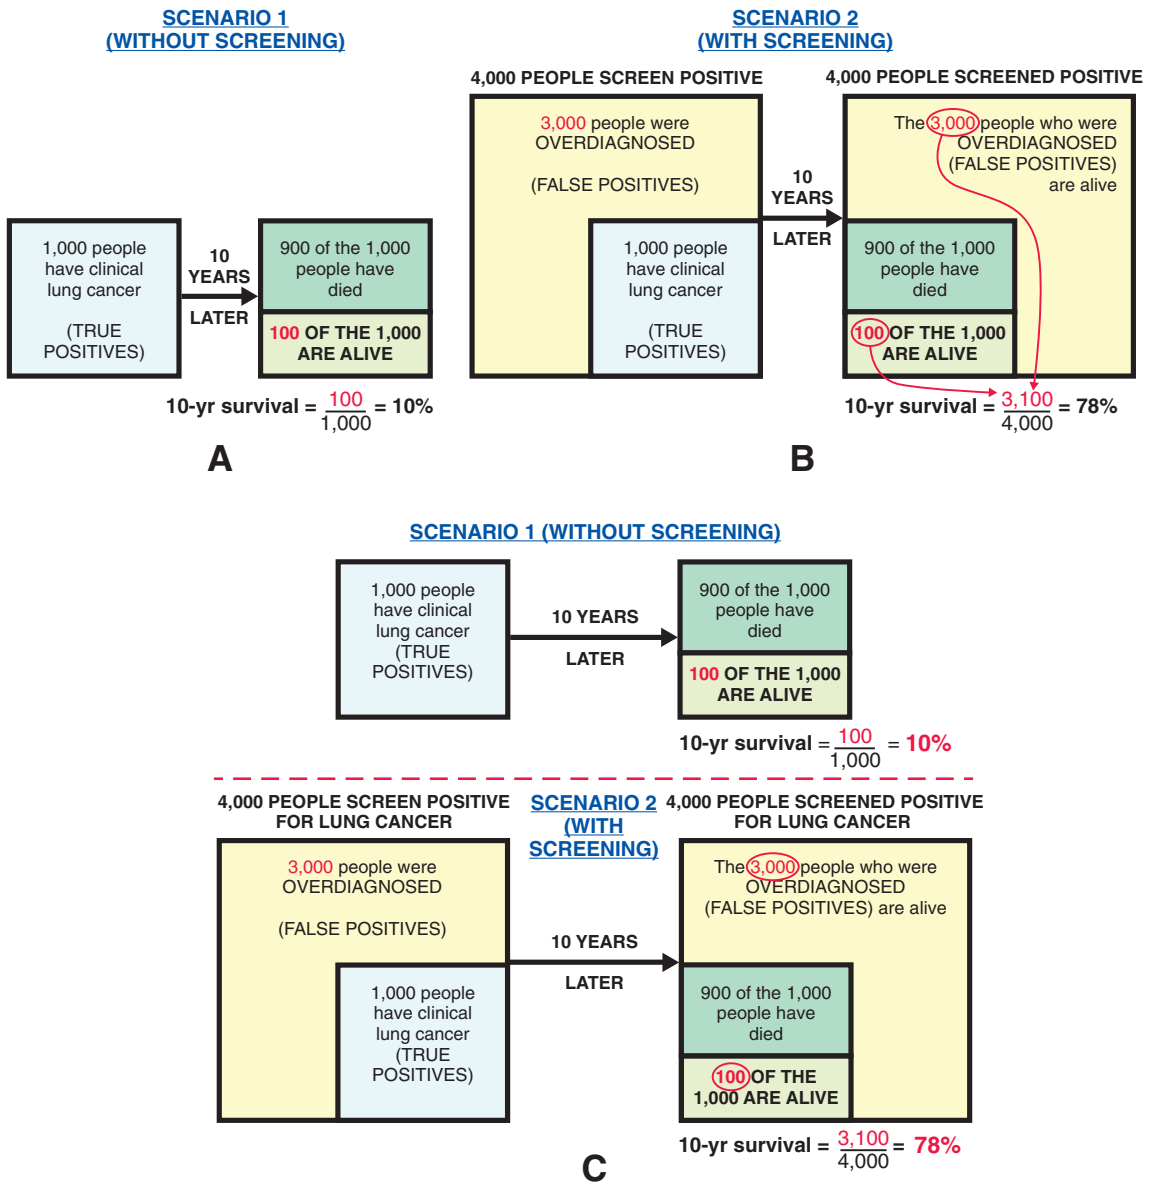 SCENARIO 1
(WITHOUT SCREENING)
1,000 people
have clinical
lung cancer
(TRUE
POSITIVES)
10
YEARS
LATER
900 of the 1,000
people have
died
100 OF THE 1,000
ARE ALIVE
10-yr survival = 100/1,000 = 10%
A
SCENARIO 2
(WITH SCREENING)
4,000 PEOPLE SCREEN POSITIVE
3,000 people were
OVERDIAGNOSED
(FALSE POSITIVES)
1,000 people
have clinical
lung cancer
(TRUE
POSITIVES)
10
YEARS
LATER
4,000 PEOPLE SCREENED POSITIVE
The 3,000 people who were
OVERDIAGNOSED
(FALSE POSITIVES)
are alive
900 of the 1,000
people have
died
100 OF THE 1,000
ARE ALIVE
10-yr survival = 3,100/4,000 = 78%
B
SCENARIO 1 (WITHOUT SCREENING)
1,000 people
have clinical
lung cancer
(TRUE
POSITIVES)
10 YEARS
LATER
900 of the 1,000
people have
died
100 OF THE 1,000
ARE ALIVE
10-yr survival = 100/1,000 = 10%
4,000 PEOPLE SCREEN POSITIVE
FOR LUNG CANCER
SCENARIO 2
(WITH
SCREENING)
4,000 PEOPLE SCREENED POSITIVE
FOR LUNG CANCER
3,000 people were
OVERDIAGNOSED
(FALSE POSITIVES)
1,000 people
have clinical
lung cancer
(TRUE
POSITIVES)
10 YEARS
LATER
The 3,000 people who were
OVERDIAGNOSED
(FALSE POSITIVES) are alive
900 of the 1,000
people have
died
100 OF THE
1,000 ARE ALIVE
10-yr survival = 3,100/4,000 = 78%
C